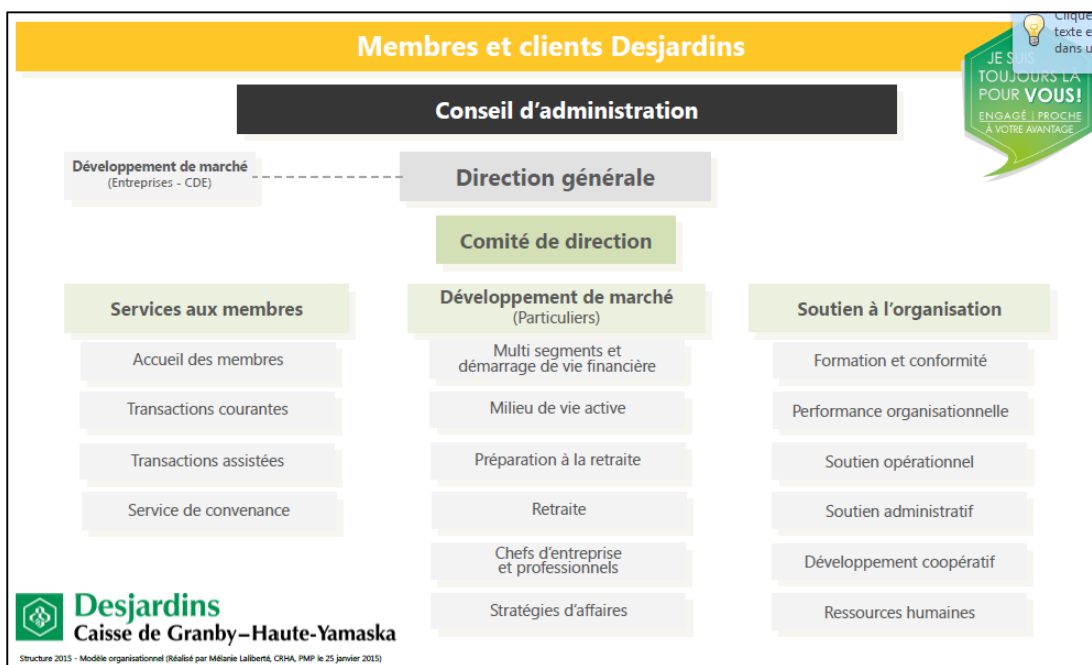 Membres et clients Desjardins
texte e
dans u
JE SUIS
TOUJOURS LÀ
POUR VOUS!
ENGAGÉ | PROCHE
À VOTRE AVANTAGE
Conseil d'administration
Développement de marché
(Entreprises - CDE)
Direction générale
Comité de direction
Services aux membres
Accueil des membres
Transactions courantes
Transactions assistées
Service de convenance
Développement de marché
(Particuliers)
Multi segments et
démarrage de vie financière
Milieu de vie active
Préparation à la retraite
Retraite
Chefs d'entreprise
et professionnels
Stratégies d'affaires
Soutien à l'organisation
Formation et conformité
Performance organisationnelle
Soutien opérationnel
Soutien administratif
Développement coopératif
Ressources humaines
Desjardins
Caisse de Granby–Haute-Yamaska
Structure 2015 - Modèle organisationnel (Réalisé par Mélanie Laliberté, CRHA, PMP le 25 janvier 2015)